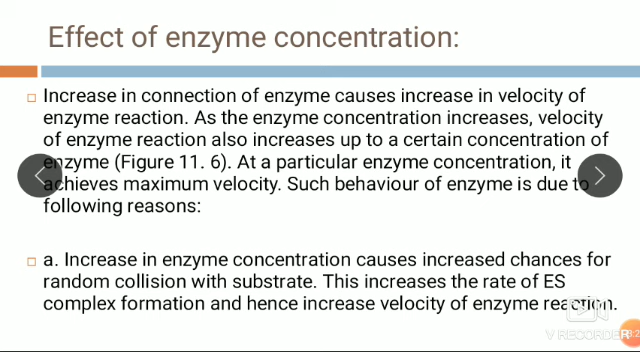 Effect of enzyme concentration:
Increase in connection of enzyme causes increase in velocity of
enzyme reaction. As the enzyme concentration increases, velocity
of enzyme reaction also increases up to a certain concentration of
enzyme (Figure 11. 6). At a particular enzyme concentration, it
achieves maximum velocity. Such behaviour of enzyme is due to
following reasons:
a. Increase in enzyme concentration causes increased chances for
random collision with substrate. This increases the rate of ES
complex formation and hence increase velocity of enzyme reaction.
V RECORDER